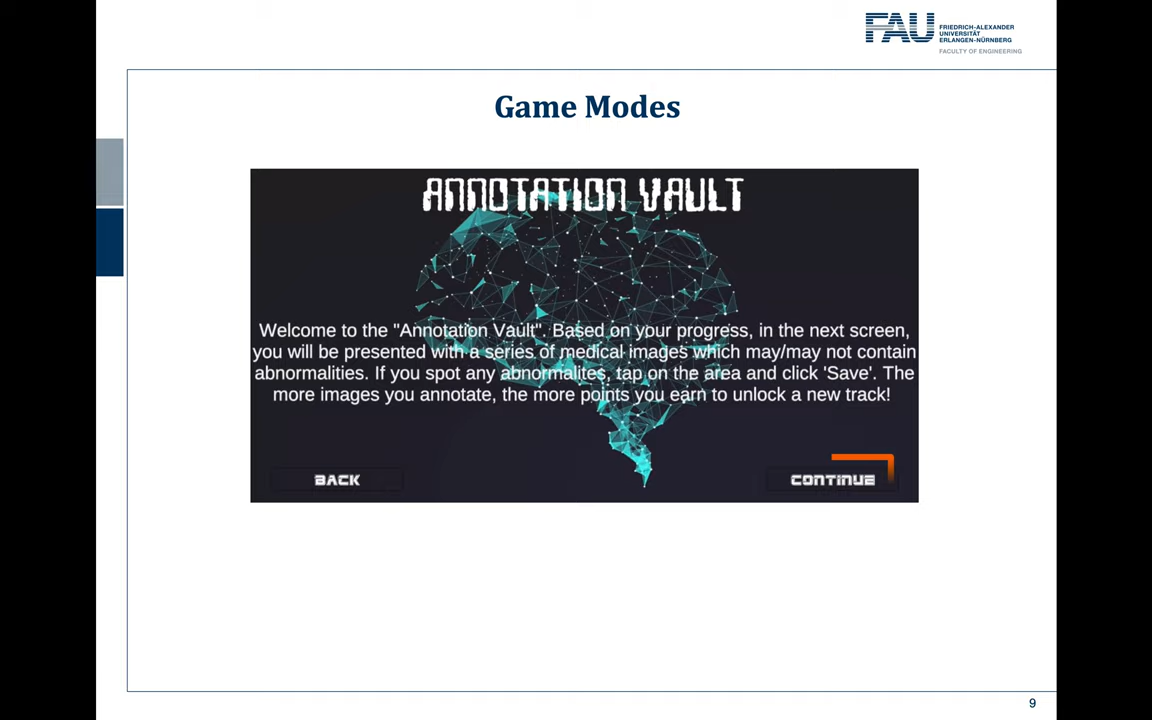 FAU
FRIEDRICH-ALEXANDER
UNIVERSITÄT
ERLANGEN-NÜRNBERG
FACULTY OF ENGINEERING
Game Modes
ANNOTATION VAULT
Welcome to the "Annotation Vault". Based on your progress, in the next screen,
you will be presented with a series of medical images which may/may not contain
abnormalities. If you spot any abnormalites, tap on the area and click 'Save'. The
more images you annotate, the more points you earn to unlock a new track!
BACK
CONTINUE
9